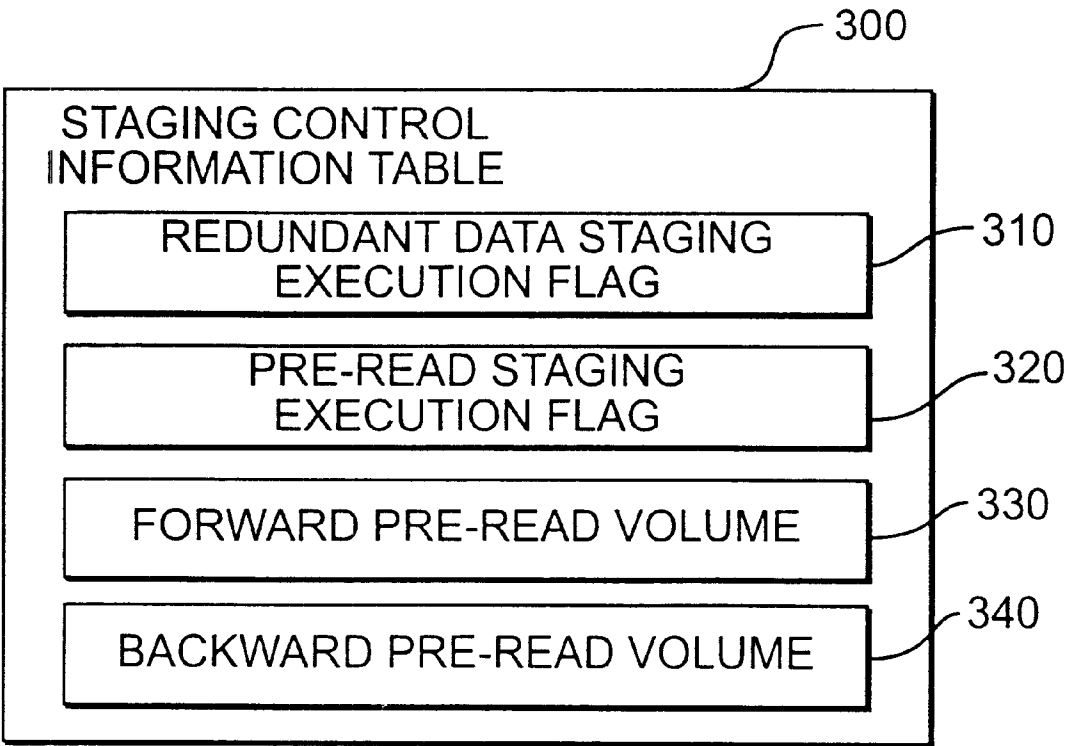 300
STAGING CONTROL
INFORMATION TABLE
REDUNDANT DATA STAGING
EXECUTION FLAG
310
PRE-READ STAGING
EXECUTION FLAG
320
FORWARD PRE-READ VOLUME
330
BACKWARD PRE-READ VOLUME
340